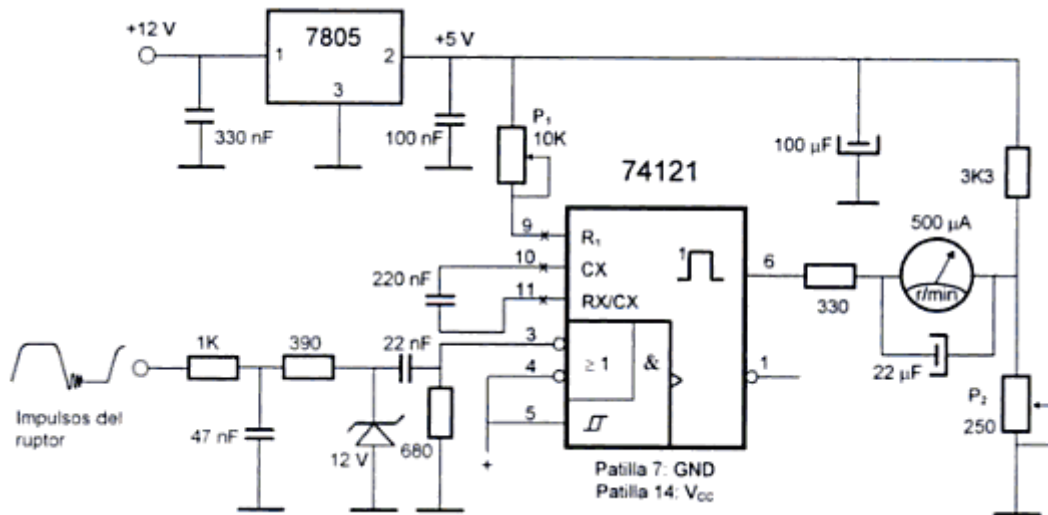 +12 V
7805
+5 V
1
2
3
330 nF
100 nF
P₁
10K
74121
100 µF
3K3
500 µA
r/min
9
R₁
10
CX
220 nF
11
RX/CX
1
6
330
22 µF
1K
390
22 nF
3
4
5
≥ 1
&
1
P₂
250
47 nF
12 V
680
+
Impulsos del
ruptor
Patilla 7: GND
Patilla 14: Vcc